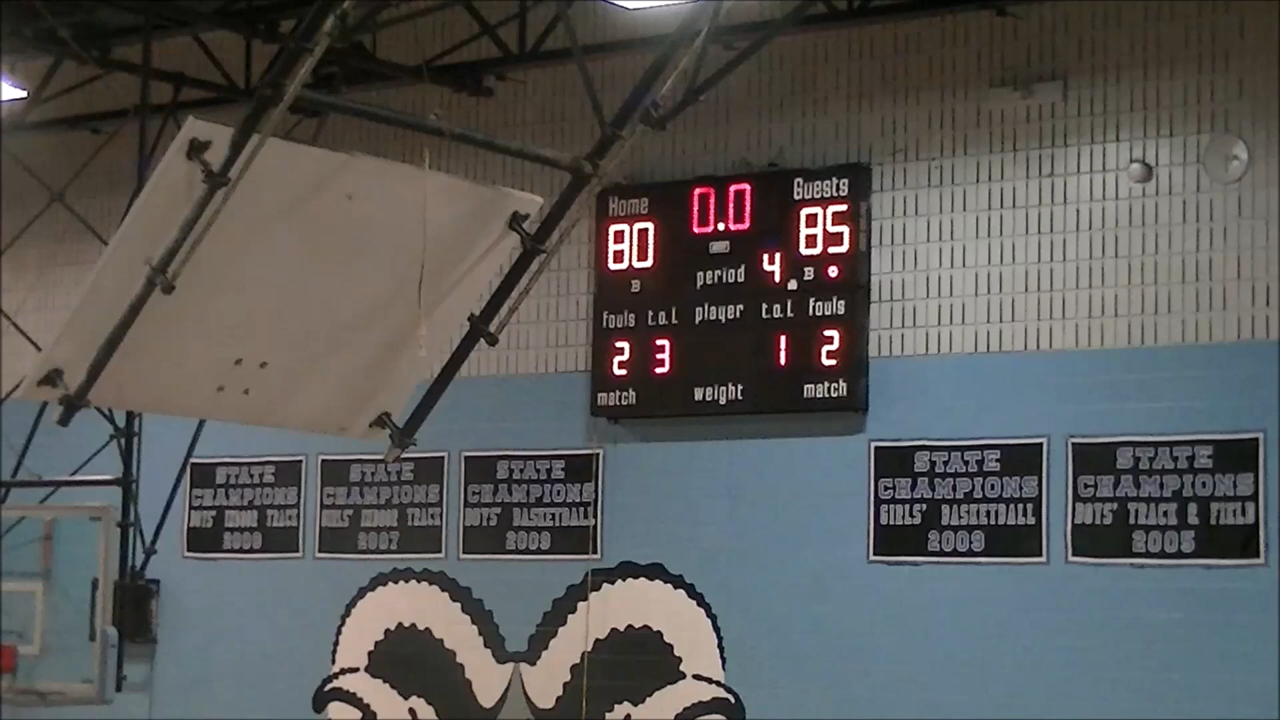 Home 0.0 Guests
80 85
period 4 B
B
fouls t.o.l player t.o.l fouls
2 3 1 2
match weight match
STATE
CHAMPIONS
BOYS' INDOOR TRACK
STATE
CHAMPIONS
GIRLS' INDOOR TRACK
2007
STATE
CHAMPIONS
BOYS' BASKETBALL
2009
STATE
CHAMPIONS
GIRLS' BASKETBALL
2009
STATE
CHAMPIONS
BOYS' TRACK & FIELD
2005